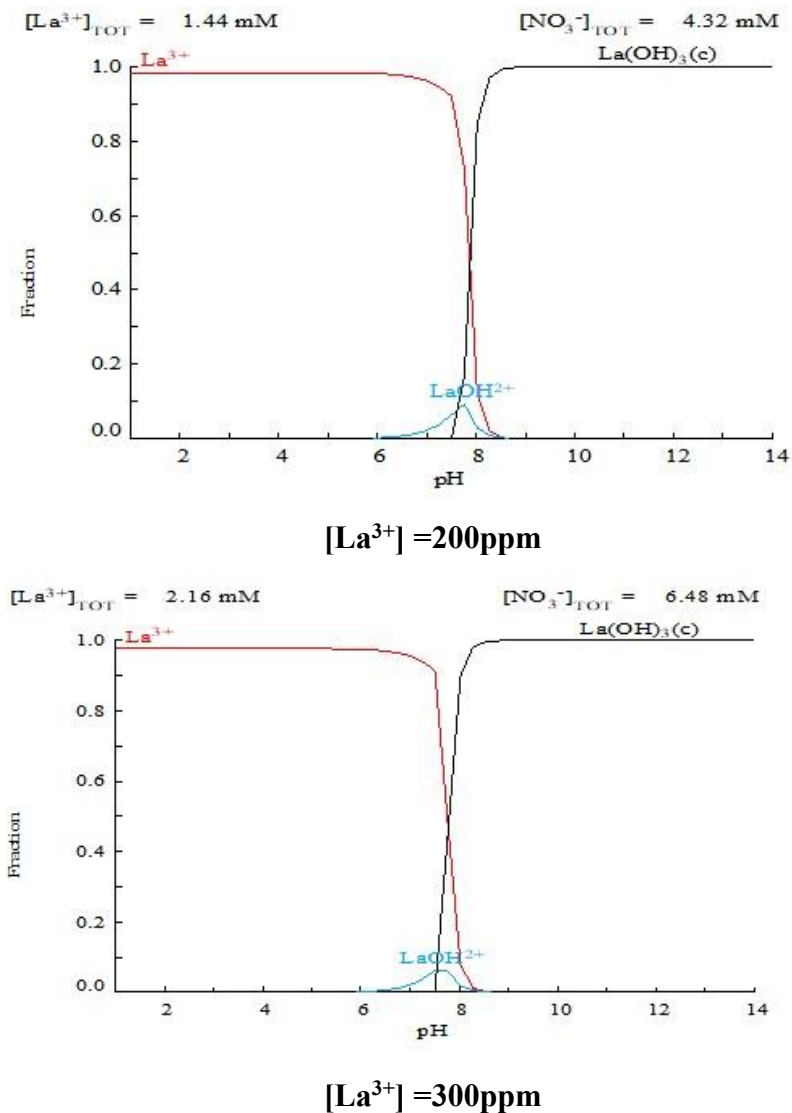 [La³⁺]TOT = 1.44 mM [NO₃⁻]TOT = 4.32 mM
La(OH)₃(c)
La³⁺
1.0
0.8
0.6
0.4
0.2
0.0
Fraction
LaOH²⁺
2 4 6 8 10 12 14
pH
[La³⁺] =200ppm
[La³⁺]TOT = 2.16 mM [NO₃⁻]TOT = 6.48 mM
La(OH)₃(c)
La³⁺
1.0
0.8
0.6
0.4
0.2
0.0
Fraction
LaOH²⁺
2 4 6 8 10 12 14
pH
[La³⁺] =300ppm